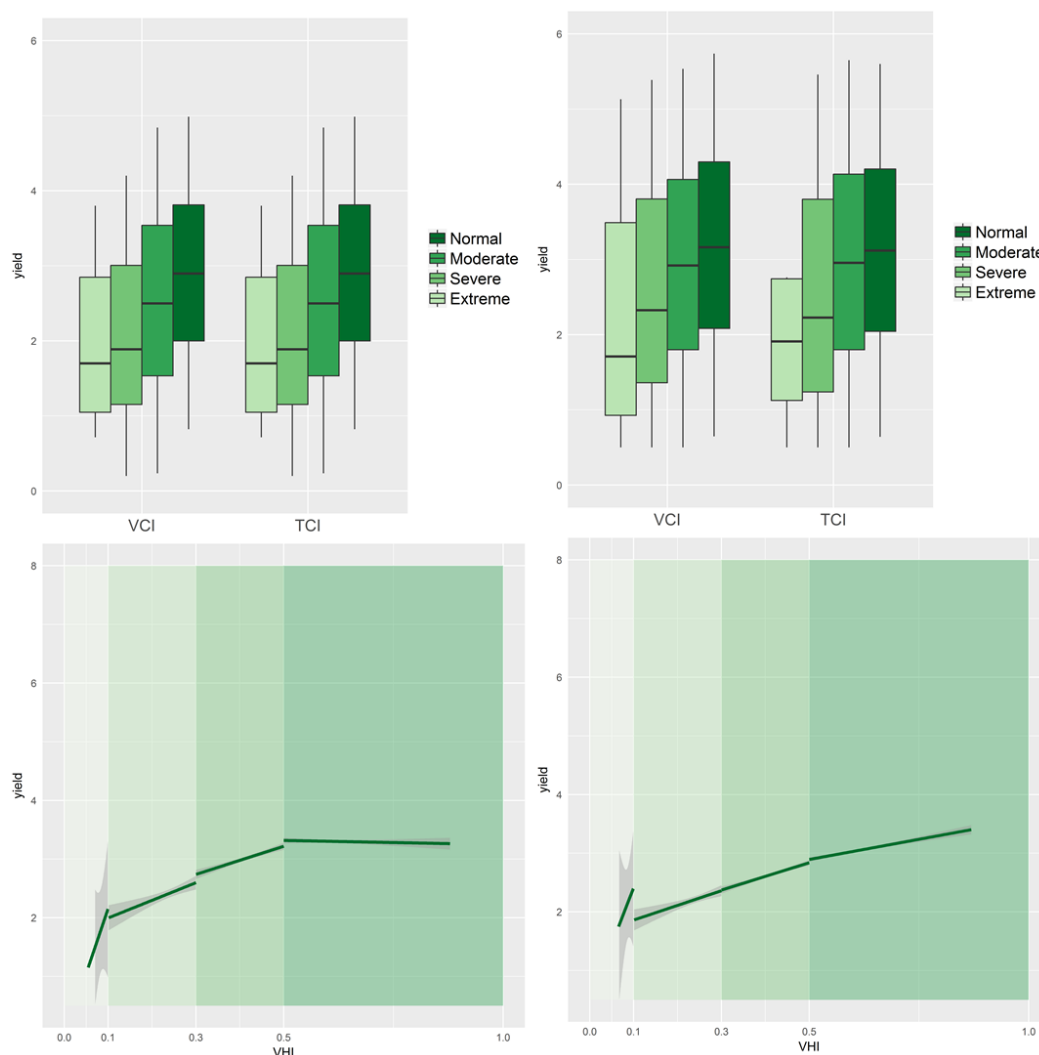 6
4
2
0
yield
VCI TCI
Normal
Moderate
Severe
Extreme
6
4
2
0
yield
VCI TCI
Normal
Moderate
Severe
Extreme
8
6
4
2
yield
0.0 0.1 0.3 0.5 1.0
VHI
8
6
4
2
yield
0.0 0.1 0.3 0.5 1.0
VHI